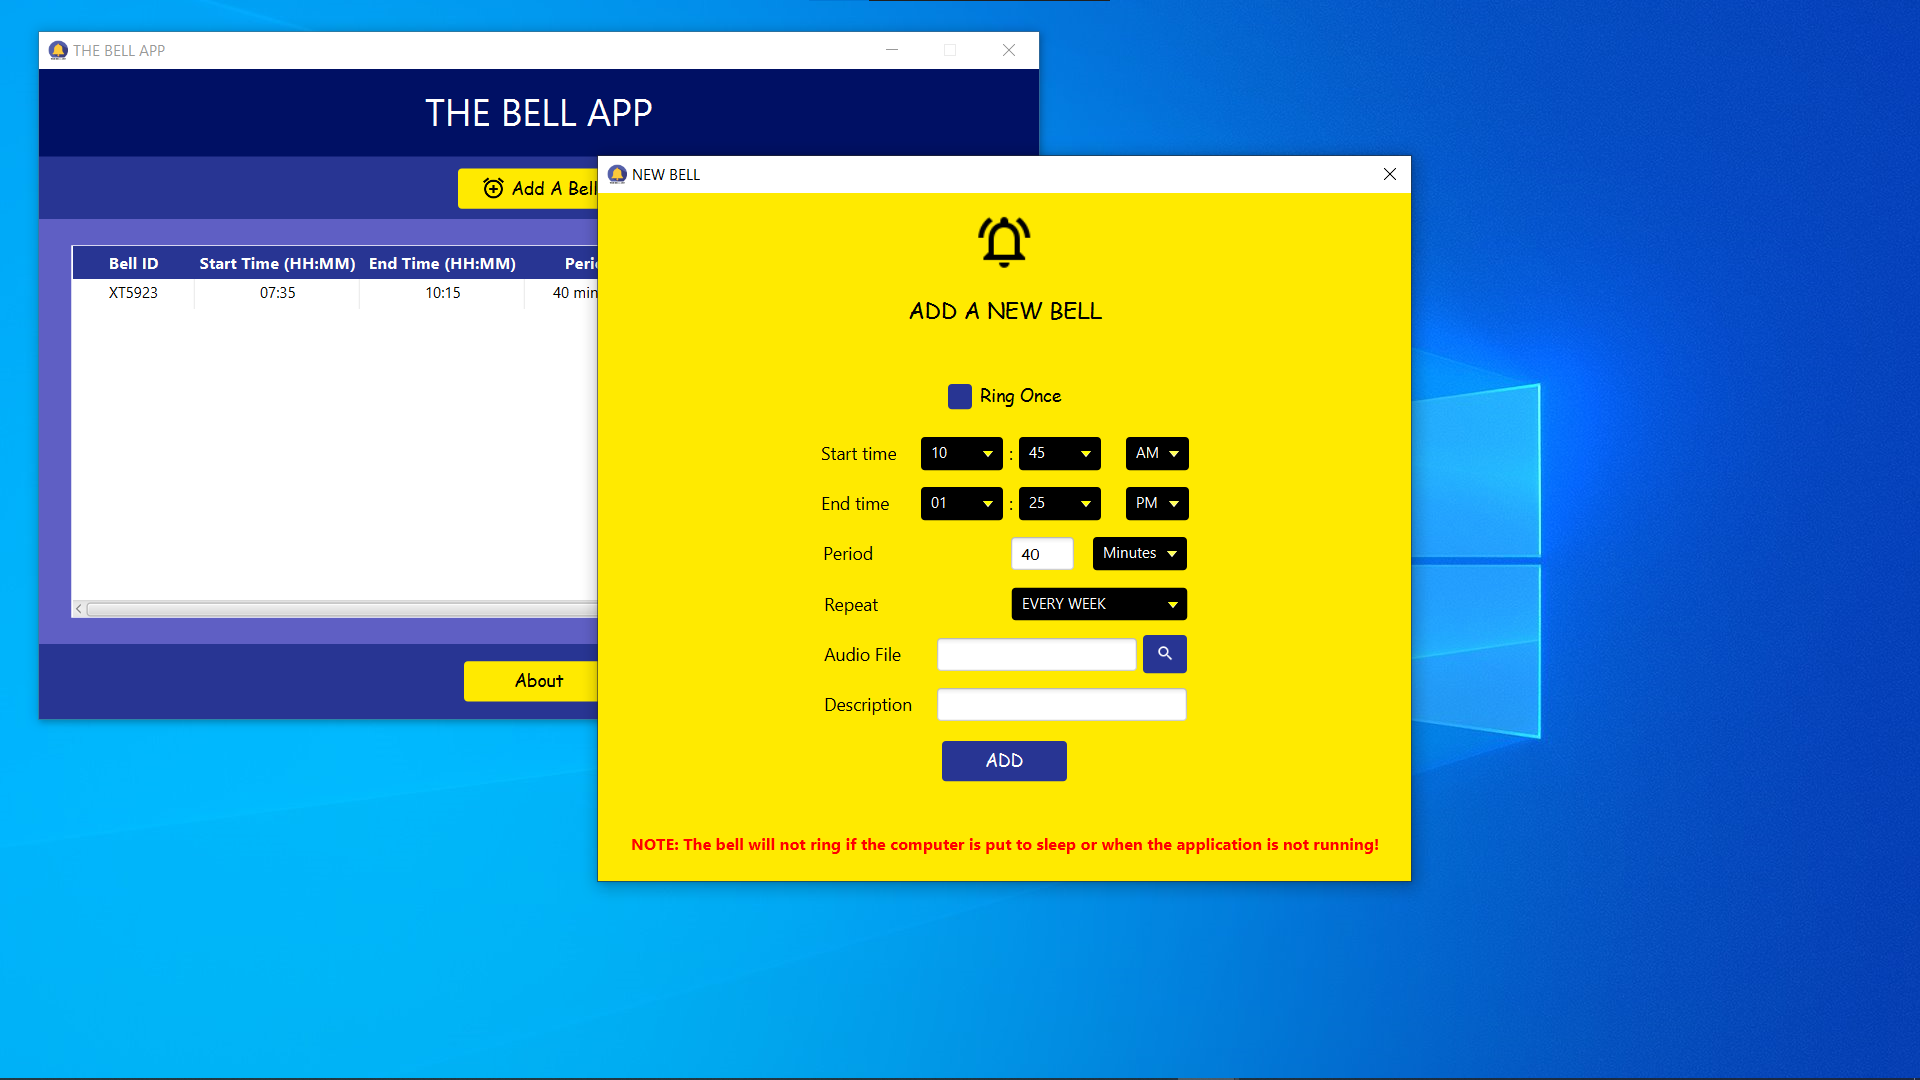 THE BELL APP
THE BELL APP
Add A Bell
Bell ID Start Time (HH:MM) End Time (HH:MM)
XT5923 07:35 10:15 40 min
About
NEW BELL
ADD A NEW BELL
Ring Once
Start time 10 : 45 AM
End time 01 : 25 PM
Period 40 Minutes
Repeat EVERY WEEK
Audio File
Description
ADD
NOTE: The bell will not ring if the computer is put to sleep or when the application is not running!